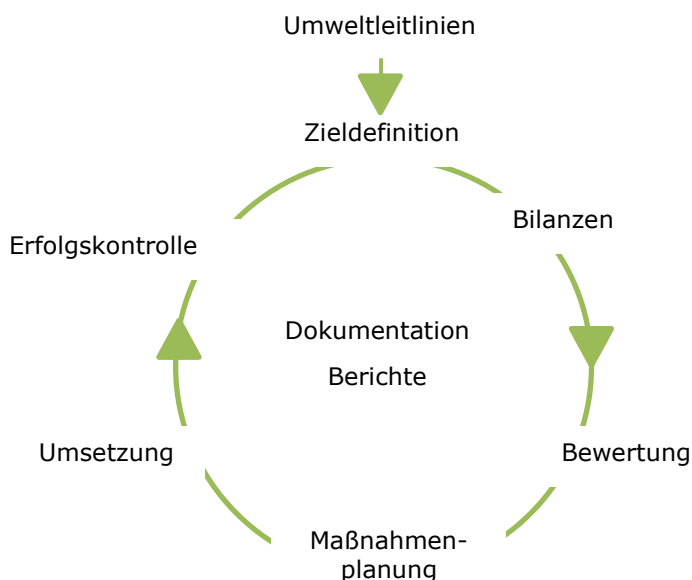 Umweltleitlinien
Zieldefinition
Bilanzen
Erfolgskontrolle
Dokumentation
Berichte
Umsetzung
Bewertung
Maßnahmen-
planung